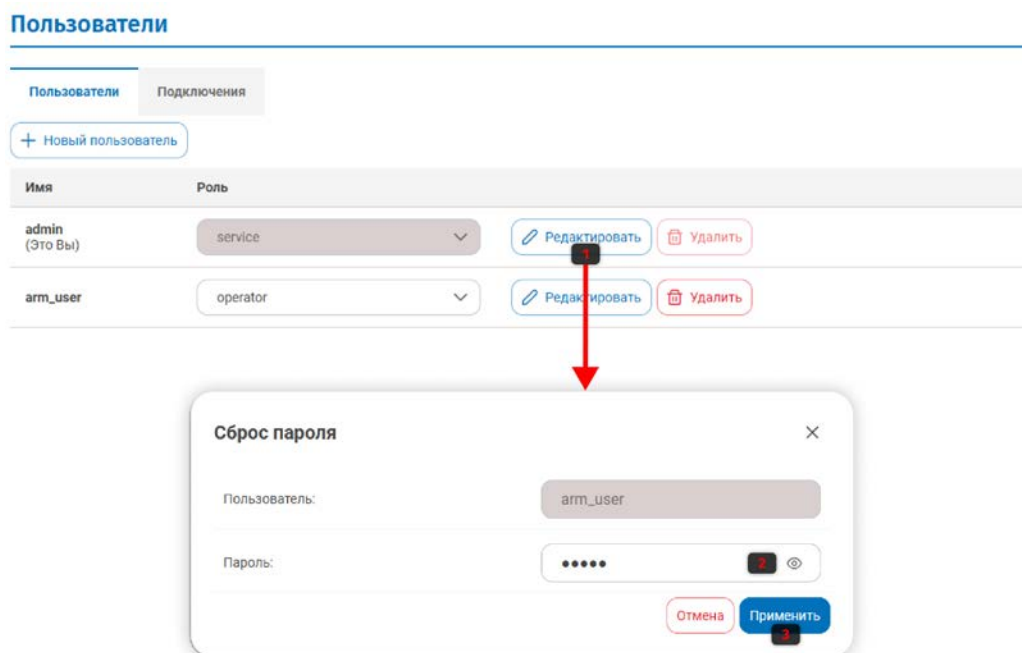 Пользователи
Пользователи Подключения
+ Новый пользователь
Имя Роль
admin service Редактировать Удалить
(Это Вы)
1
arm_user operator Редактировать Удалить
Сброс пароля
Пользователь: arm_user
Пароль: ••••• 2
Отмена Применить
3